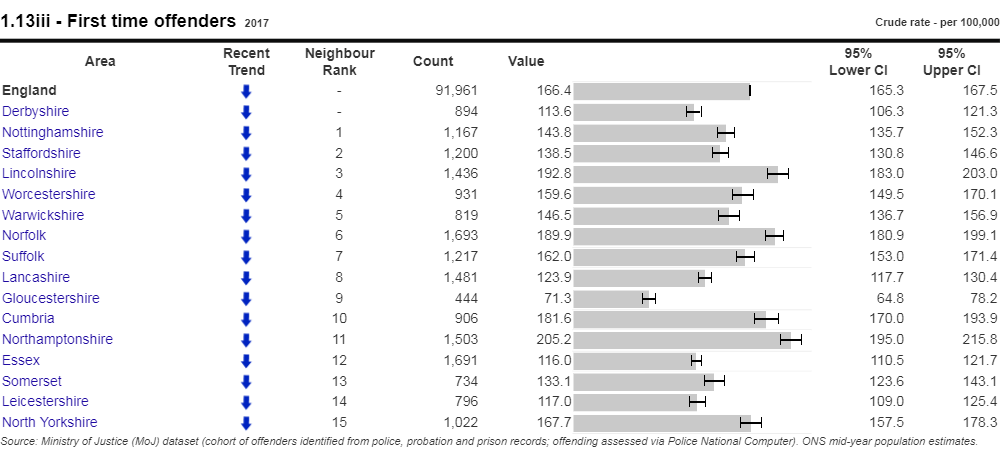 1.13iii - First time offenders 2017 Crude rate - per 100,000
Area Recent Trend Neighbour Rank Count Value 95% Lower CI 95% Upper CI
England - 91,961 166.4 165.3 167.5
Derbyshire - 894 113.6 106.3 121.3
Nottinghamshire 1 1,167 143.8 135.7 152.3
Staffordshire 2 1,200 138.5 130.8 146.6
Lincolnshire 3 1,436 192.8 183.0 203.0
Worcestershire 4 931 159.6 149.5 170.1
Warwickshire 5 819 146.5 136.7 156.9
Norfolk 6 1,693 189.9 180.9 199.1
Suffolk 7 1,217 162.0 153.0 171.4
Lancashire 8 1,481 123.9 117.7 130.4
Gloucestershire 9 444 71.3 64.8 78.2
Cumbria 10 906 181.6 170.0 193.9
Northamptonshire 11 1,503 205.2 195.0 215.8
Essex 12 1,691 116.0 110.5 121.7
Somerset 13 734 133.1 123.6 143.1
Leicestershire 14 796 117.0 109.0 125.4
North Yorkshire 15 1,022 167.7 157.5 178.3
Source: Ministry of Justice (MoJ) dataset (cohort of offenders identified from police, probation and prison records; offending assessed via Police National Computer). ONS mid-year population estimates.